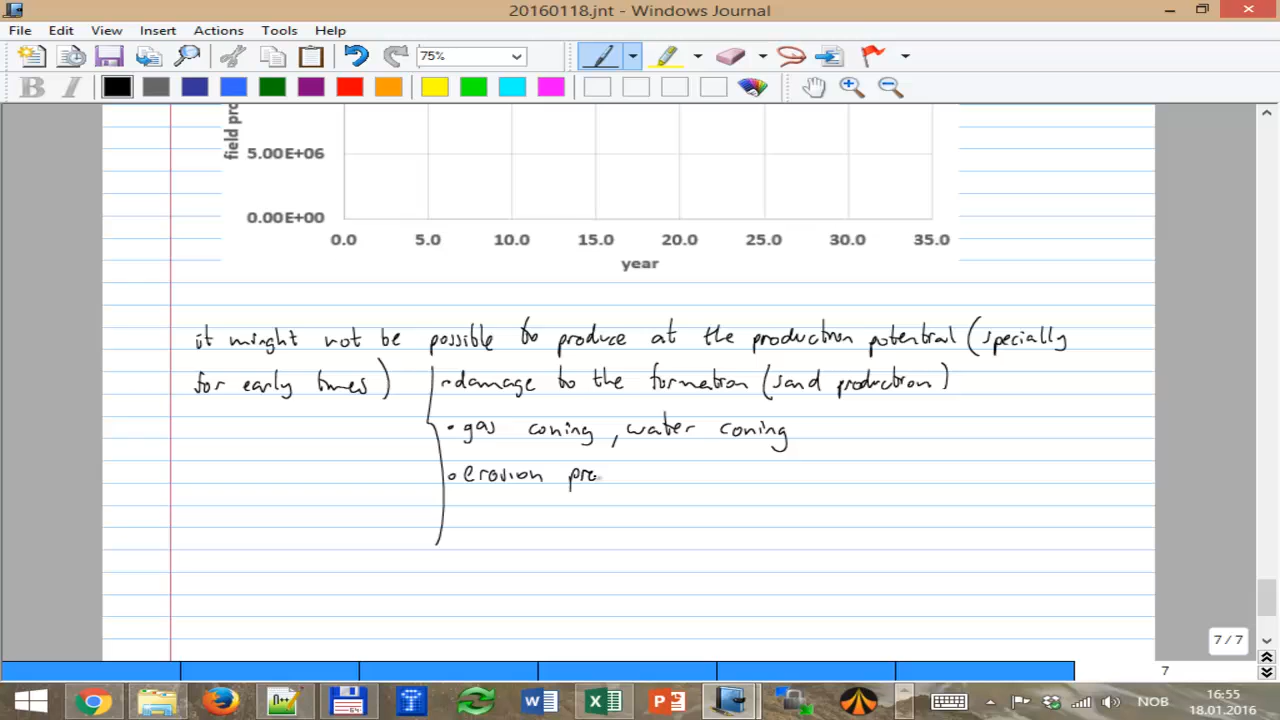 20160118.jnt - Windows Journal
File Edit View Insert Actions Tools Help
75%
B I
field pro
5.00E+06
0.00E+00
0.0 5.0 10.0 15.0 20.0 25.0 30.0 35.0
year
it minght not be possible to produce at the production potential (specially
for early times) • damage to the formation (sand production)
• gas coning, water coning
• erosion pro
7 / 7
7
16:55
NOB
18.01.2016